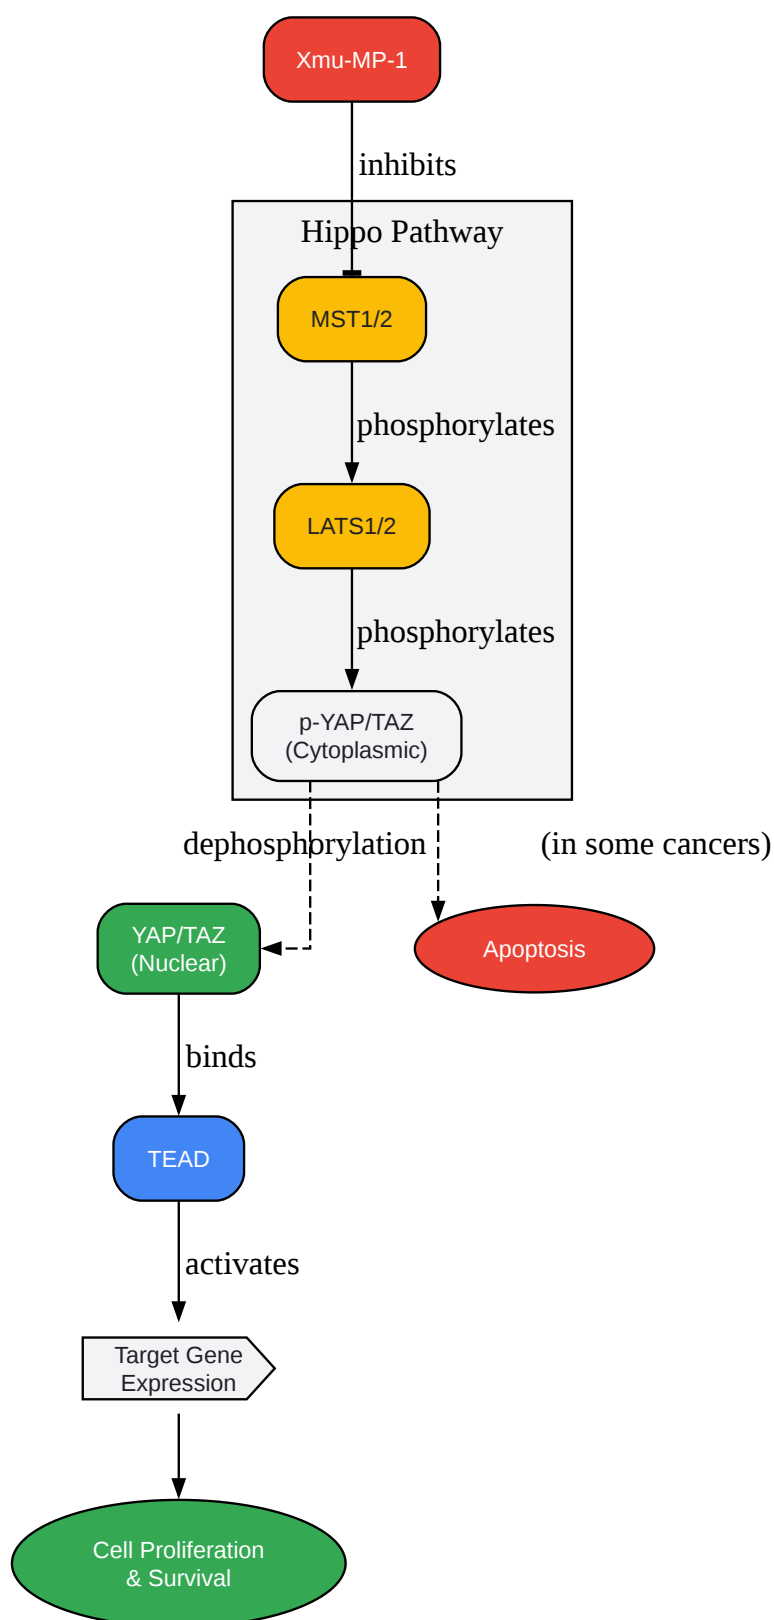 Xmu-MP-1
inhibits
Hippo Pathway
MST1/2
phosphorylates
LATS1/2
phosphorylates
p-YAP/TAZ
(Cytoplasmic)
dephosphorylation
(in some cancers)
YAP/TAZ
(Nuclear)
Apoptosis
binds
TEAD
activates
Target Gene
Expression
Cell Proliferation
& Survival